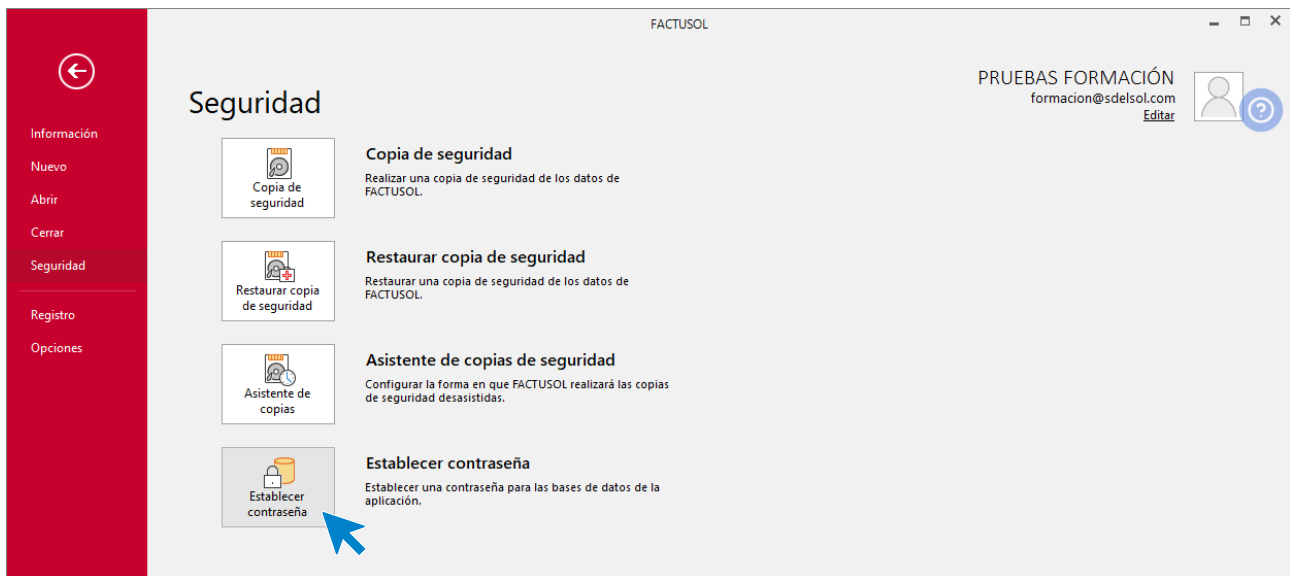 FACTUSOL
PRUEBAS FORMACIÓN
formacion@sdelsol.com
Editar
?
Información
Nuevo
Abrir
Cerrar
Seguridad
Registro
Opciones
Seguridad
Copia de
seguridad
Copia de seguridad
Realizar una copia de seguridad de los datos de
FACTUSOL.
Restaurar copia
de seguridad
Restaurar copia de seguridad
Restaurar una copia de seguridad de los datos de
FACTUSOL.
Asistente de
copias
Asistente de copias de seguridad
Configurar la forma en que FACTUSOL realizará las copias
de seguridad desasistidas.
Establecer
contraseña
Establecer contraseña
Establecer una contraseña para las bases de datos de la
aplicación.